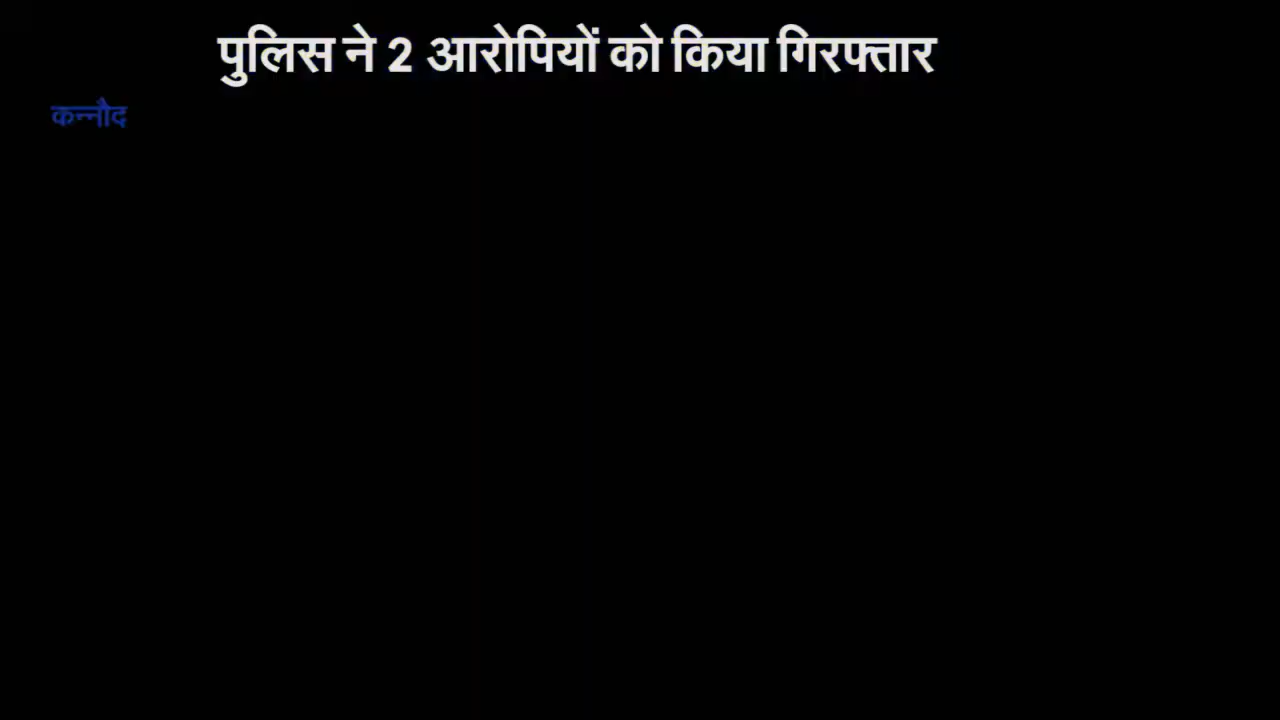 पुलिस ने 2 आरोपियों को किया गिरफ्तार
कन्नौद